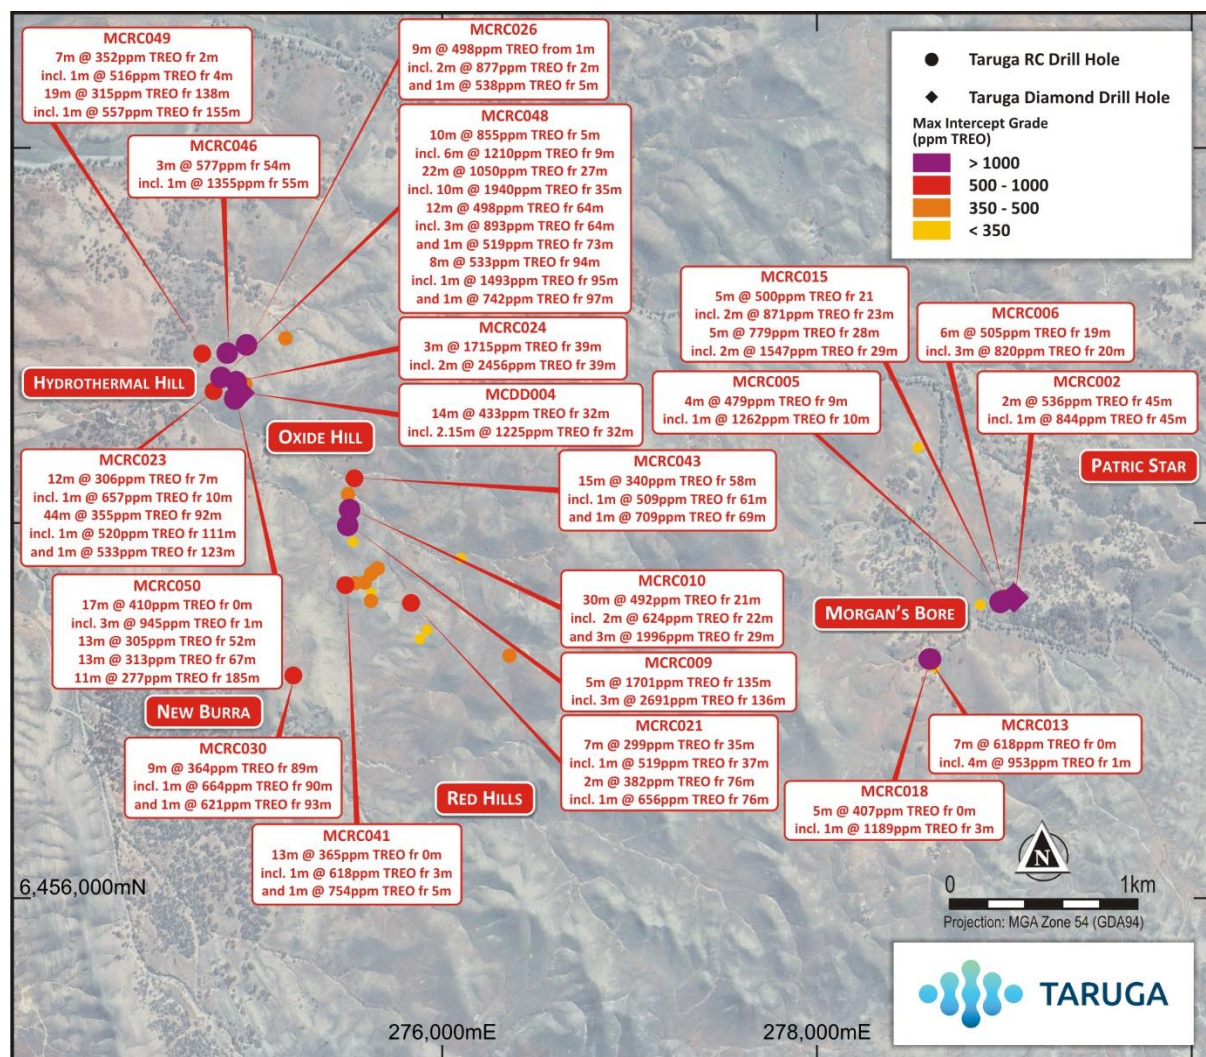 MCRC049
7m @ 352ppm TREO fr 2m
incl. 1m @ 516ppm TREO fr 4m
19m @ 315ppm TREO fr 138m
incl. 1m @ 557ppm TREO fr 155m
MCRC026
9m @ 498ppm TREO from 1m
incl. 2m @ 877ppm TREO fr 2m
and 1m @ 538ppm TREO fr 5m
Taruga RC Drill Hole
Taruga Diamond Drill Hole
Max Intercept Grade
(ppm TREO)
> 1000
500 - 1000
350 - 500
< 350
MCRC046
3m @ 577ppm fr 54m
incl. 1m @ 1355ppm fr 55m
MCRC048
10m @ 855ppm TREO fr 5m
incl. 6m @ 1210ppm TREO fr 9m
22m @ 1050ppm TREO fr 27m
incl. 10m @ 1940ppm TREO fr 35m
12m @ 498ppm TREO fr 64m
incl. 3m @ 893ppm TREO fr 64m
and 1m @ 519ppm TREO fr 73m
8m @ 533ppm TREO fr 94m
incl. 1m @ 1493ppm TREO fr 95m
and 1m @ 742ppm TREO fr 97m
MCRC015
5m @ 500ppm TREO fr 21
incl. 2m @ 871ppm TREO fr 23m
5m @ 779ppm TREO fr 28m
incl. 2m @ 1547ppm TREO fr 29m
MCRC006
6m @ 505ppm TREO fr 19m
incl. 3m @ 820ppm TREO fr 20m
MCRC024
3m @ 1715ppm TREO fr 39m
incl. 2m @ 2456ppm TREO fr 39m
MCRC005
4m @ 479ppm TREO fr 9m
incl. 1m @ 1262ppm TREO fr 10m
MCRC002
2m @ 536ppm TREO fr 45m
incl. 1m @ 844ppm TREO fr 45m
HYDROTHERMAL HILL
MCDD004
14m @ 433ppm TREO fr 32m
incl. 2.15m @ 1225ppm TREO fr 32m
OXIDE HILL
PATRIC STAR
MCRC023
12m @ 306ppm TREO fr 7m
incl. 1m @ 657ppm TREO fr 10m
44m @ 355ppm TREO fr 92m
incl. 1m @ 520ppm TREO fr 111m
and 1m @ 533ppm TREO fr 123m
MCRC043
15m @ 340ppm TREO fr 58m
incl. 1m @ 509ppm TREO fr 61m
and 1m @ 709ppm TREO fr 69m
MCRC050
17m @ 410ppm TREO fr 0m
incl. 3m @ 945ppm TREO fr 1m
13m @ 305ppm TREO fr 52m
13m @ 313ppm TREO fr 67m
11m @ 277ppm TREO fr 185m
MCRC010
30m @ 492ppm TREO fr 21m
incl. 2m @ 624ppm TREO fr 22m
and 3m @ 1996ppm TREO fr 29m
MORGAN'S BORE
MCRC009
5m @ 1701ppm TREO fr 135m
incl. 3m @ 2691ppm TREO fr 136m
NEW BURRA
MCRC030
9m @ 364ppm TREO fr 89m
incl. 1m @ 664ppm TREO fr 90m
and 1m @ 621ppm TREO fr 93m
MCRC021
7m @ 299ppm TREO fr 35m
incl. 1m @ 519ppm TREO fr 37m
2m @ 382ppm TREO fr 76m
incl. 1m @ 656ppm TREO fr 76m
MCRC013
7m @ 618ppm TREO fr 0m
incl. 4m @ 953ppm TREO fr 1m
RED HILLS
MCRC018
5m @ 407ppm TREO fr 0m
incl. 1m @ 1189ppm TREO fr 3m
MCRC041
13m @ 365ppm TREO fr 0m
incl. 1m @ 618ppm TREO fr 3m
and 1m @ 754ppm TREO fr 5m
N
6,456,000mN
0 1km
Projection: MGA Zone 54 (GDA94)
TARUGA
276,000mE
278,000mE